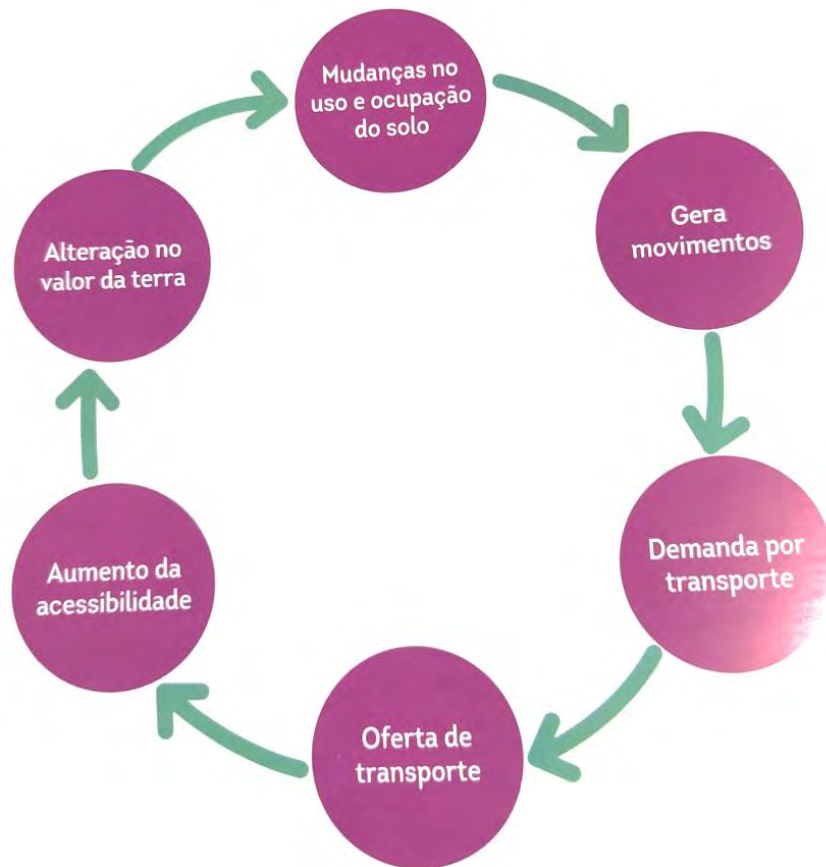 Mudanças no
uso e ocupação
do solo
Gera
movimentos
Demanda por
transporte
Oferta de
transporte
Aumento da
acessibilidade
Alteração no
valor da terra